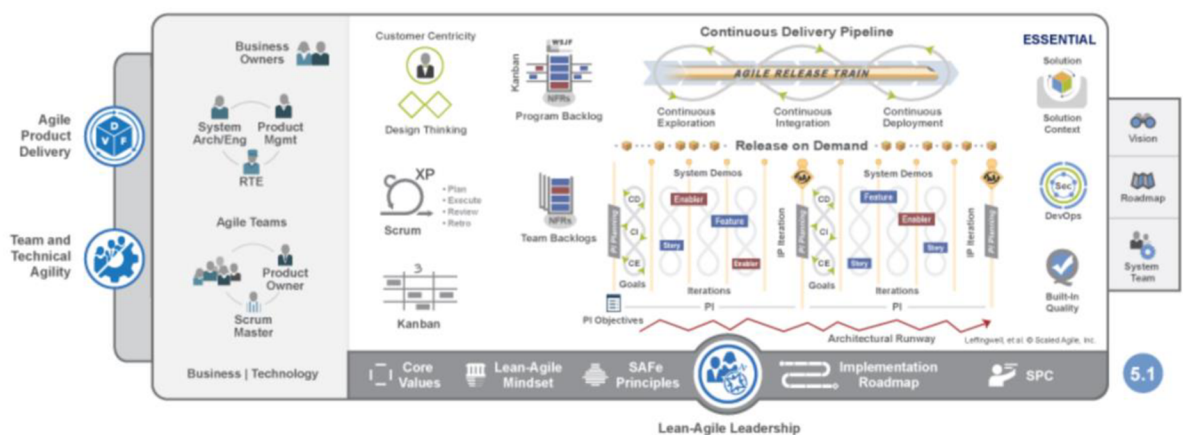 Agile
Product
Delivery
D
V F
Team and
Technical
Agility
Business
Owners
System
Arch/Eng
Product
Mgmt
RTE
Agile Teams
Product
Owner
Scrum
Master
Business | Technology
Customer Centricity
Design Thinking
XP
• Plan
• Execute
• Review
• Retro
Scrum
3
Kanban
WSJF
Kanban
NFRs
Program Backlog
NFRs
Team Backlogs
Continuous Delivery Pipeline
AGILE RELEASE TRAIN
Continuous
Exploration
Continuous
Integration
Continuous
Deployment
Release on Demand
System Demos
System Demos
PI Planning
CD
CI
CE
Goals
Enabler
Feature
Story
Enabler
Iterations
IP Iteration
PI Planning
CD
CI
CE
Goals
Feature
Enabler
Story
Story
Iterations
IP Iteration
PI Planning
PI
PI
PI Objectives
Architectural Runway
Leffingwell, et al. © Scaled Agile, Inc.
ESSENTIAL
Solution
Solution
Context
Sec
DevOps
Built-In
Quality
Vision
Roadmap
System
Team
Core
Values
Lean-Agile
Mindset
SAFe
Principles
Implementation
Roadmap
SPC
Lean-Agile Leadership
5.1